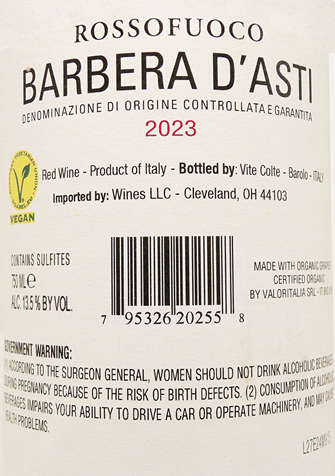 ROSSOFUOCO
BARBERA D'ASTI
DENOMINAZIONE DI ORIGINE CONTROLLATA E GARANTITA
2023
Red Wine - Product of Italy - Bottled by: Vite Colte - Barolo - ITALY
Imported by: Wines LLC - Cleveland, OH 44103
VEGAN
CONTAINS SULFITES
750 ML e
ALC. 13.5% BY VOL.
MADE WITH ORGANIC GRAPES
CERTIFIED ORGANIC
BY VALORITALIA SRL - IT BIO
7 95326 20255 8
GOVERNMENT WARNING:
(1) ACCORDING TO THE SURGEON GENERAL, WOMEN SHOULD NOT DRINK ALCOHOLIC BEVERAGES
DURING PREGNANCY BECAUSE OF THE RISK OF BIRTH DEFECTS. (2) CONSUMPTION OF ALCOHOLIC
BEVERAGES IMPAIRS YOUR ABILITY TO DRIVE A CAR OR OPERATE MACHINERY, AND MAY CAUSE
HEALTH PROBLEMS.